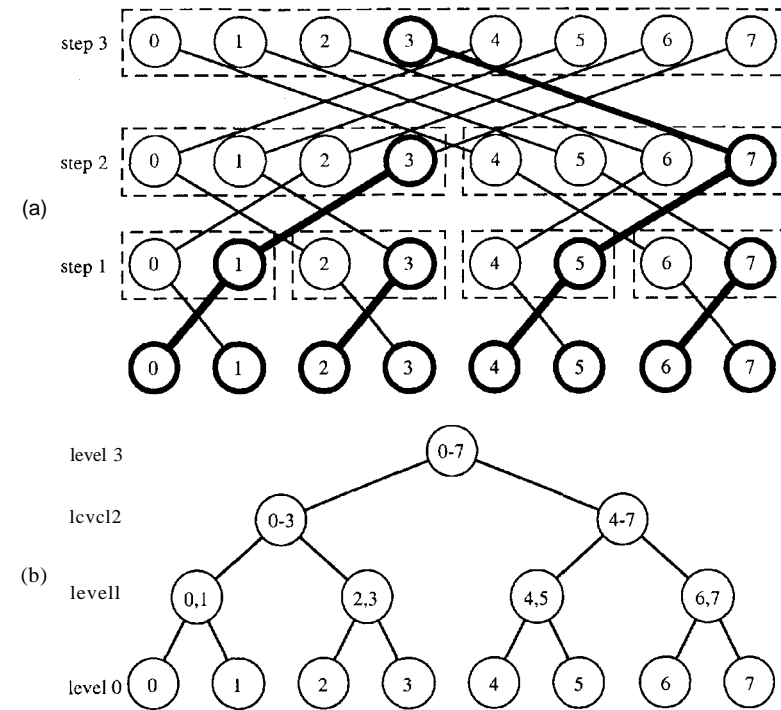 step 3 0 1 2 3 4 5 6 7
step 2 0 1 2 3 4 5 6 7
(a)
step 1 0 1 2 3 4 5 6 7
0 1 2 3 4 5 6 7
level 3 0-7
lcvcl2 0-3 4-7
(b)
levell1 0,1 2,3 4,5 6,7
level 0 0 1 2 3 4 5 6 7